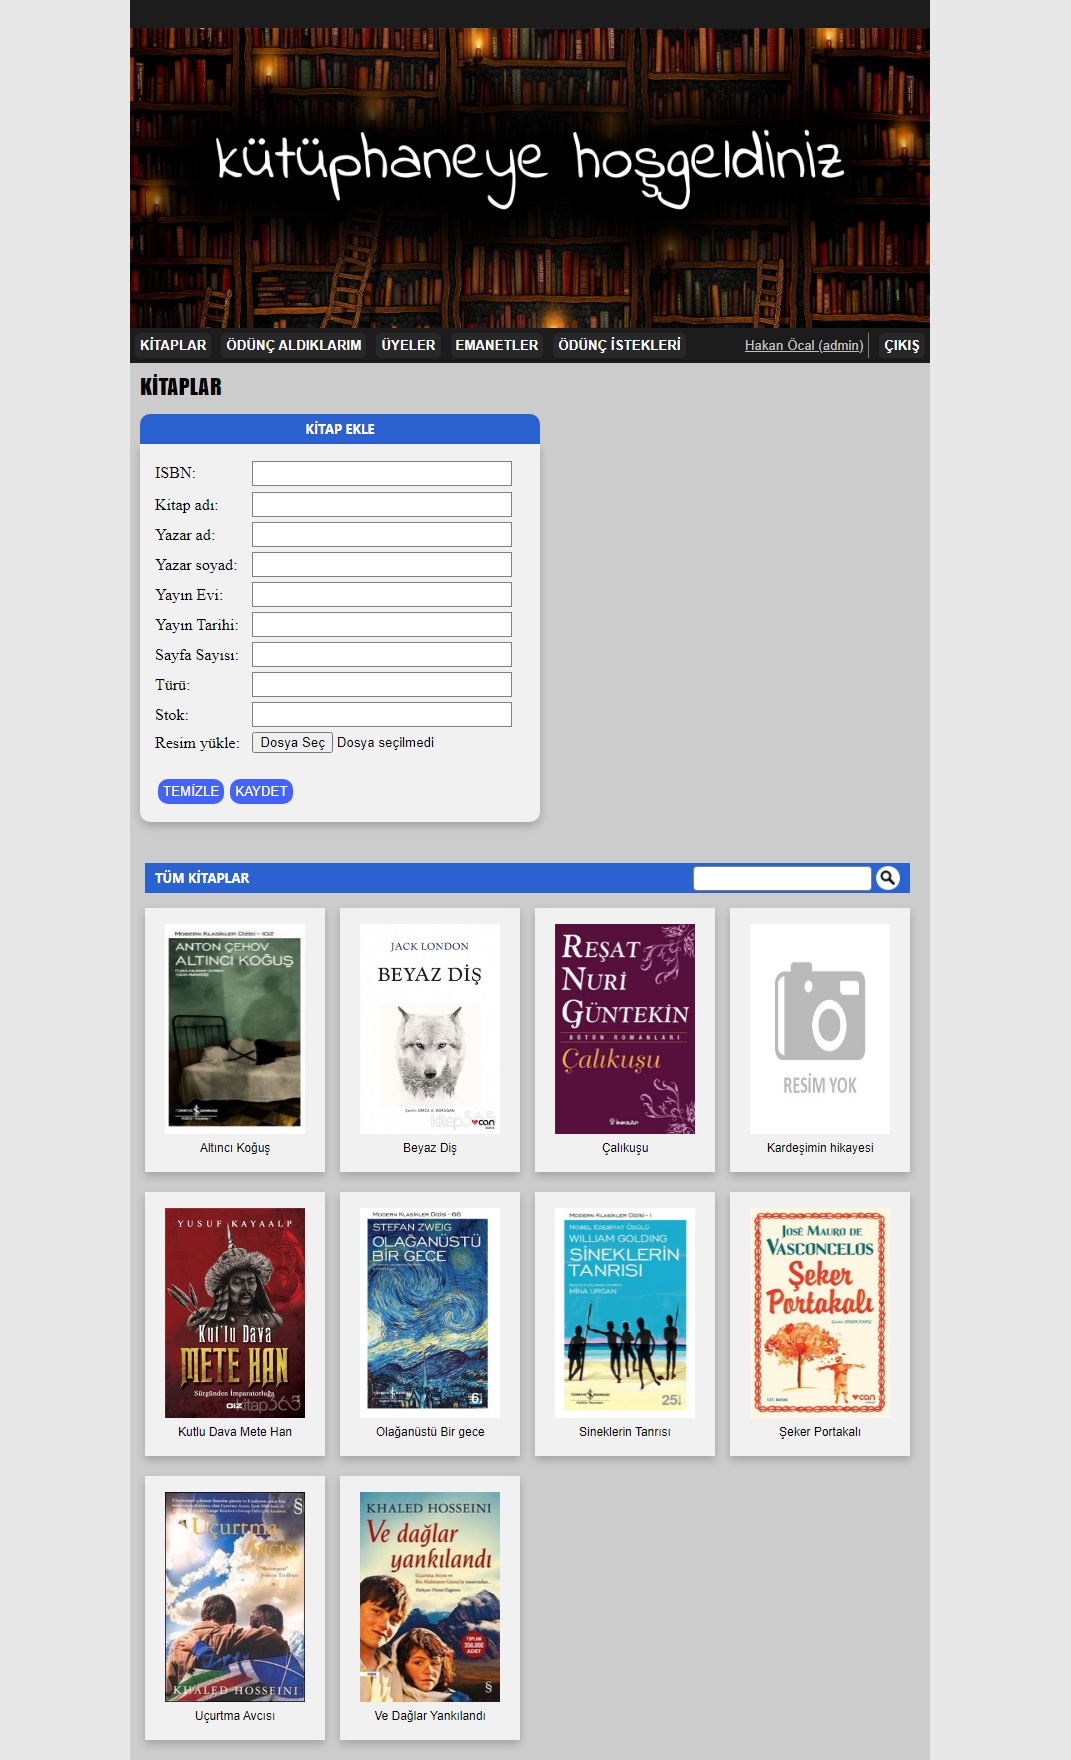 kütüphaneye hoşgeldiniz
KİTAPLAR ÖDÜNÇ ALDIKLARIM ÜYELER EMANETLER ÖDÜNÇ İSTEKLERİ Hakan Öcal (admin) ÇIKIŞ
KİTAPLAR
KİTAP EKLE
ISBN:
Kitap adı:
Yazar ad:
Yazar soyad:
Yayın Evi:
Yayın Tarihi:
Sayfa Sayısı:
Türü:
Stok:
Resim yükle: Dosya Seç Dosya seçilmedi
TEMİZLE KAYDET
TÜM KİTAPLAR
MODERN KLASİKLER DİZİSİ - 102
ANTON ÇEHOV
ALTINCI KOĞUŞ
Altıncı Koğuş
JACK LONDON
BEYAZ DİŞ
kitap365
can
Beyaz Diş
REŞAT
NURİ
GÜNTEKİN
BÜTÜN ROMANLARI
Çalıkuşu
İNKILÂP
Çalıkuşu
RESİM YOK
Kardeşimin hikayesi
YUSUF KAYAALP
Kut'lu Dava
METE HAN
Sürgünden İmparatorluğa
kitap365
Kutlu Dava Mete Han
MODERN KLASİKLER DİZİSİ - 66
STEFAN ZWEIG
OLAĞANÜSTÜ
BİR GECE
Olağanüstü Bir gece
MODERN KLASİKLER DİZİSİ - 1
NOBEL EDEBİYAT ÖDÜLÜ
WILLIAM GOLDING
SİNEKLERİN
TANRISI
MİNA URGAN
Sineklerin Tanrısı
JOSÉ MAURO DE
VASCONCELOS
Şeker
Portakalı
can
Şeker Portakalı
Uçurtma
Avcısı
KHALED HOSSEINI
Uçurtma Avcısı
KHALED HOSSEINI
Ve dağlar
yankılandı
Ve Dağlar Yankılandı